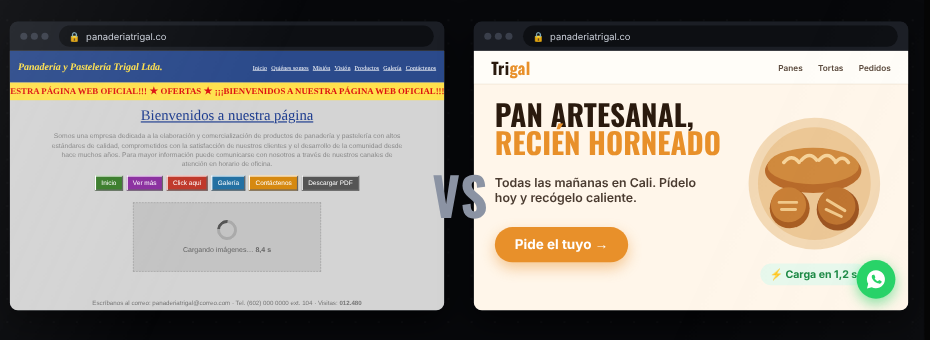 panaderiatrigal.co
Panadería y Pastelería Trigal Ltda.
Inicio Quiénes somos Misión Visión Productos Galería Contáctenos
ESTRA PÁGINA WEB OFICIAL!!! ★ OFERTAS ★ ¡¡¡BIENVENIDOS A NUESTRA PÁGINA WEB OFICIAL!!!
Bienvenidos a nuestra página
Somos una empresa dedicada a la elaboración y comercialización de productos de panadería y pastelería con altos
estándares de calidad, comprometidos con la satisfacción de nuestros clientes y el desarrollo de la comunidad desde
hace muchos años. Para mayor información puede comunicarse con nosotros a través de nuestros canales de
atención en horario de oficina.
Inicio
Ver más
Click aquí
Galería
Contáctenos
Descargar PDF
Cargando imágenes... 8,4 s
Escríbanos al correo: panaderiatrigal@correo.com - Tel. (602) 000 0000 ext. 104 - Visitas: 012.480
VS
panaderiatrigal.co
Trigal
Panes Tortas Pedidos
PAN ARTESANAL,
RECIÉN HORNEADO
Todas las mañanas en Cali. Pídelo
hoy y recógelo caliente.
Pide el tuyo →
⚡ Carga en 1,2 s